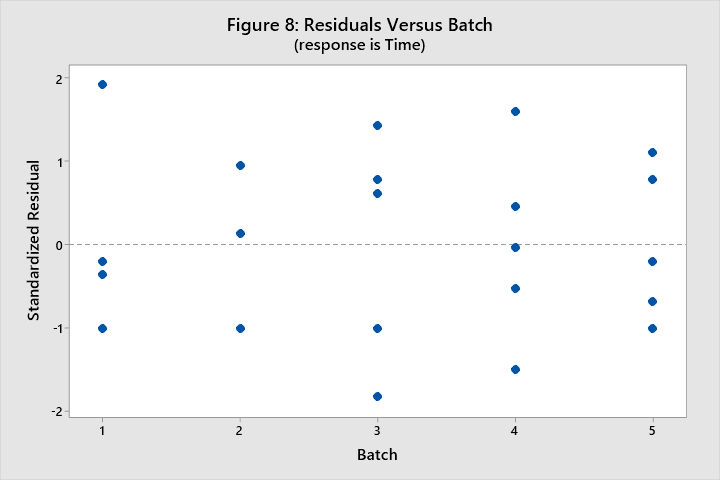 Figure 8: Residuals Versus Batch
(response is Time)
2
1
0
-1
-2
Standardized Residual
1 2 3 4 5
Batch